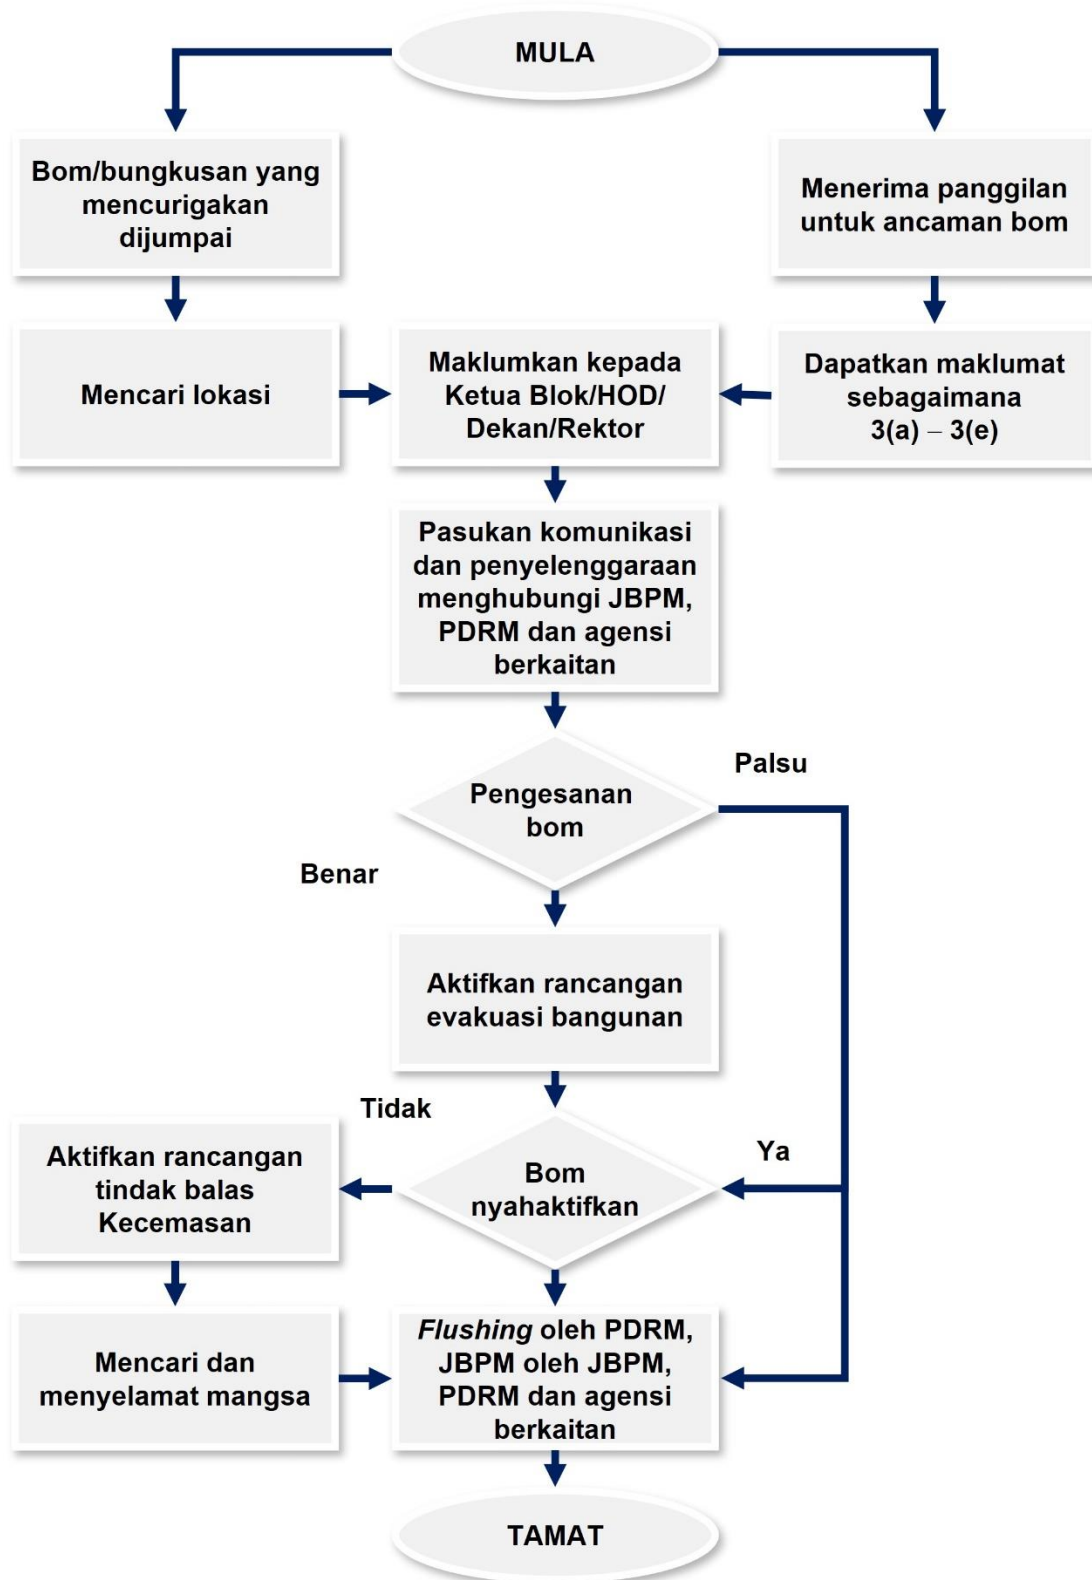 MULA
Bom/bungkusan yang
mencurigakan
dijumpai
Menerima panggilan
untuk ancaman bom
Mencari lokasi
Maklumkan kepada
Ketua Blok/HOD/
Dekan/Rektor
Dapatkan maklumat
sebagaimana
3(a) – 3(e)
Pasukan komunikasi
dan penyelenggaraan
menghubungi JBPM,
PDRM dan agensi
berkaitan
Pengesanan
bom
Palsu
Benar
Aktifkan rancangan
evakuasi bangunan
Tidak
Aktifkan rancangan
tindak balas
Kecemasan
Bom
nyahaktifkan
Ya
Mencari dan
menyelamat mangsa
Flushing oleh PDRM,
JBPM oleh JBPM,
PDRM dan agensi
berkaitan
TAMAT